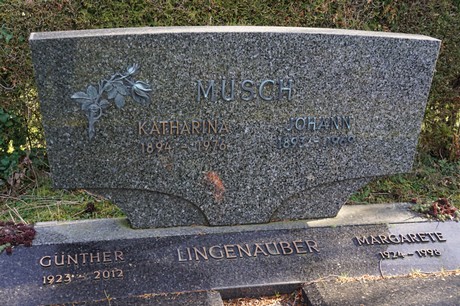 MUSCH
KATHARINA JOHANN
1894 - 1976
GÜNTHER LINGENAUBER MARGARETE
1923 - 2012 1924 - 1996